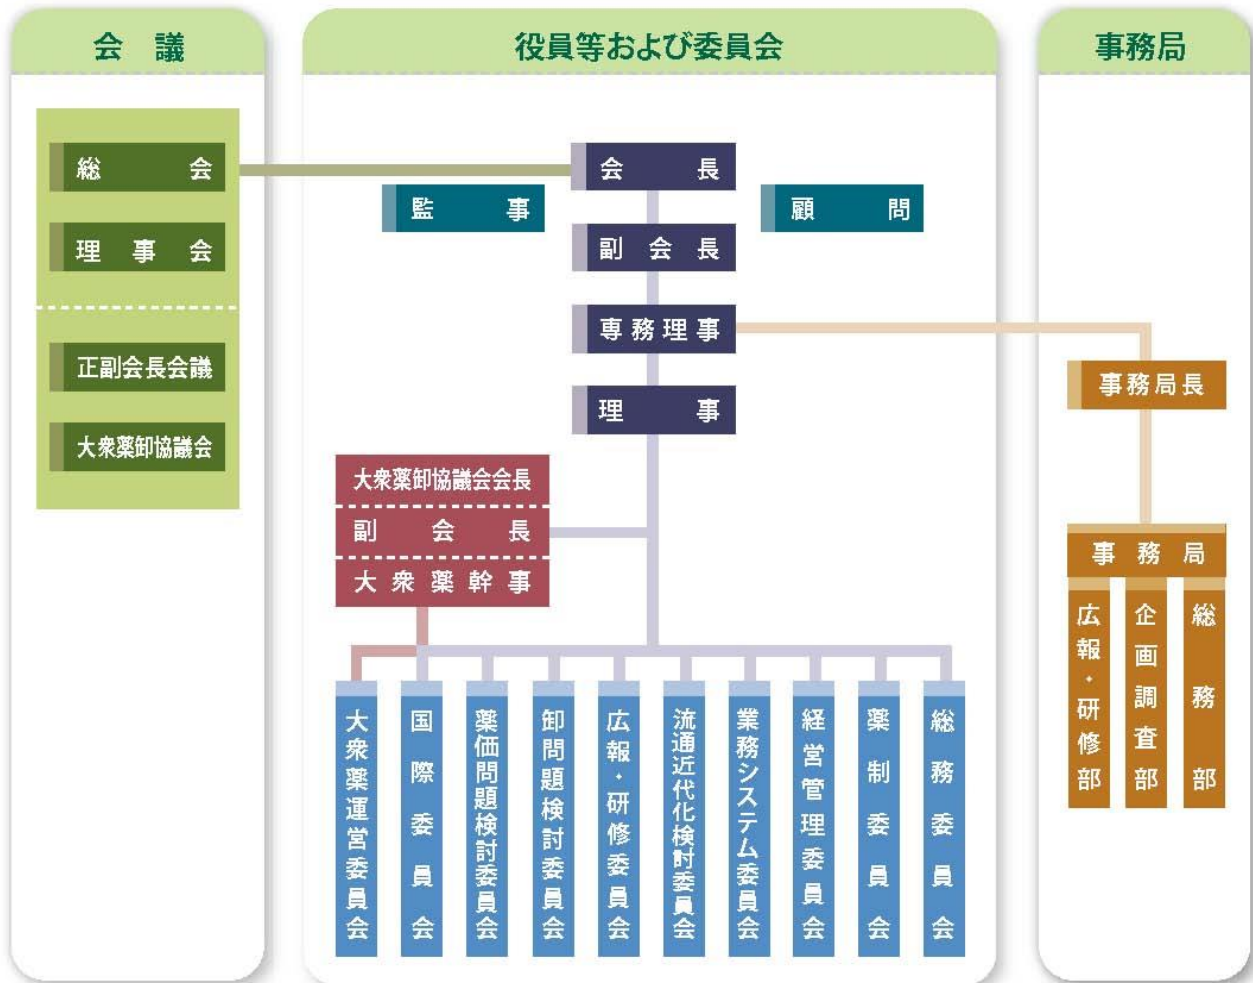 会議
総会
理事会
正副会長会議
大衆薬卸協議会
役員等および委員会
会長
監事
顧問
副会長
専務理事
理事
大衆薬卸協議会会長
副会長
大衆薬幹事
大衆薬運営委員会
国際委員会
薬価問題検討委員会
卸問題検討委員会
広報・研修委員会
流通近代化検討委員会
業務システム委員会
経営管理委員会
薬制委員会
総務委員会
事務局
事務局長
事務局
広報・研修部
企画調査部
総務部